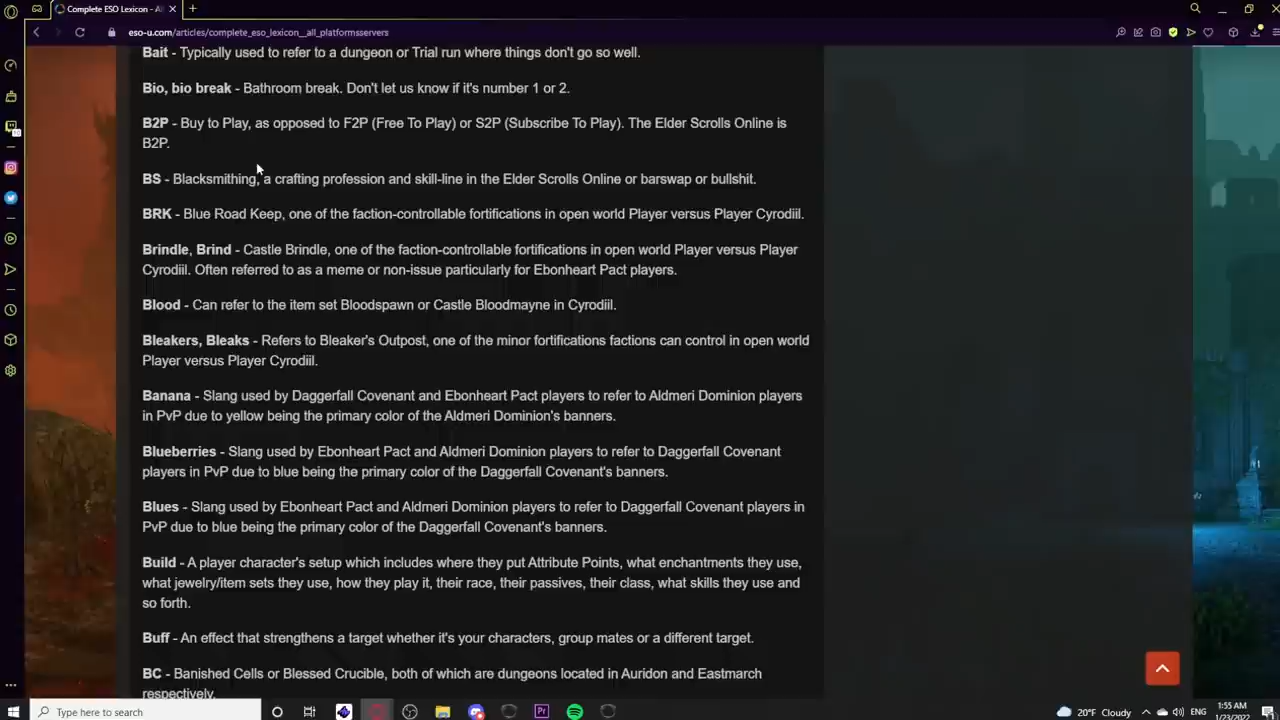 Complete ESO Lexicon - A
eso-u.com/articles/complete_eso_lexicon__all_platformsservers
Bait - Typically used to refer to a dungeon or Trial run where things don't go so well.
Bio, bio break - Bathroom break. Don't let us know if it's number 1 or 2.
B2P - Buy to Play, as opposed to F2P (Free To Play) or S2P (Subscribe To Play). The Elder Scrolls Online is
B2P.
BS - Blacksmithing, a crafting profession and skill-line in the Elder Scrolls Online or barswap or bullshit.
BRK - Blue Road Keep, one of the faction-controllable fortifications in open world Player versus Player Cyrodiil.
Brindle, Brind - Castle Brindle, one of the faction-controllable fortifications in open world Player versus Player
Cyrodiil. Often referred to as a meme or non-issue particularly for Ebonheart Pact players.
Blood - Can refer to the item set Bloodspawn or Castle Bloodmayne in Cyrodiil.
Bleakers, Bleaks - Refers to Bleaker's Outpost, one of the minor fortifications factions can control in open world
Player versus Player Cyrodiil.
Banana - Slang used by Daggerfall Covenant and Ebonheart Pact players to refer to Aldmeri Dominion players
in PvP due to yellow being the primary color of the Aldmeri Dominion's banners.
Blueberries - Slang used by Ebonheart Pact and Aldmeri Dominion players to refer to Daggerfall Covenant
players in PvP due to blue being the primary color of the Daggerfall Covenant's banners.
Blues - Slang used by Ebonheart Pact and Aldmeri Dominion players to refer to Daggerfall Covenant players in
PvP due to blue being the primary color of the Daggerfall Covenant's banners.
Build - A player character's setup which includes where they put Attribute Points, what enchantments they use,
what jewelry/item sets they use, how they play it, their race, their passives, their class, what skills they use and
so forth.
Buff - An effect that strengthens a target whether it's your characters, group mates or a different target.
BC - Banished Cells or Blessed Crucible, both of which are dungeons located in Auridon and Eastmarch
respectively.
Type here to search
20°F Cloudy
ENG
1:55 AM
1/23/2022